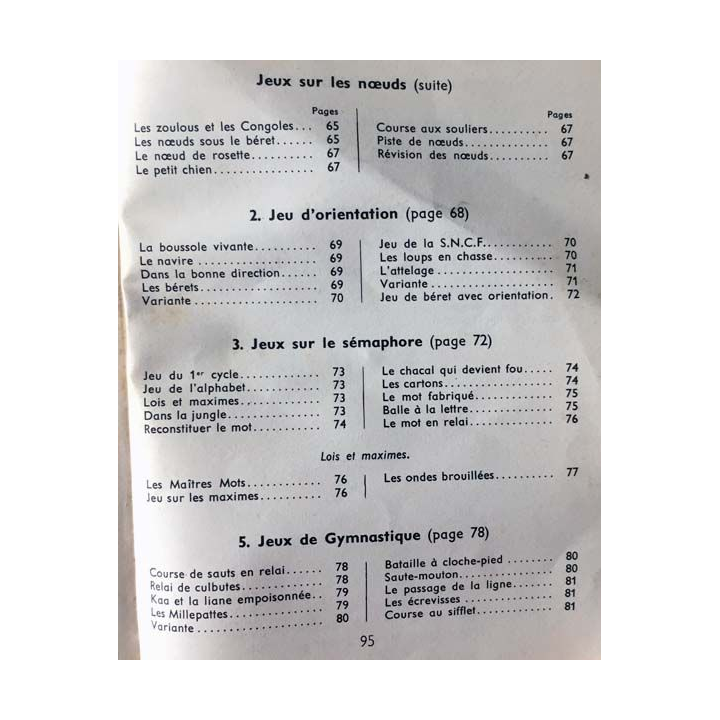 Jeux sur les nœuds (suite)
Pages
Les zoulous et les Congoles... 65
Les nœuds sous le béret...... 65
Le nœud de rosette.......... 67
Le petit chien................ 67
Pages
Course aux souliers.......... 67
Piste de nœuds.............. 67
Révision des nœuds.......... 67
2. Jeu d'orientation (page 68)
La boussole vivante.......... 69
Le navire .................. 69
Dans la bonne direction...... 69
Les bérets.................. 69
Variante .................. 70
Jeu de la S.N.C.F............ 70
Les loups en chasse.......... 70
L'attelage .................. 71
Variante .................. 71
Jeu de béret avec orientation. 72
3. Jeux sur le sémaphore (page 72)
Jeu du 1er cycle............ 73
Jeu de l'alphabet............ 73
Lois et maximes............ 73
Dans la jungle.............. 73
Reconstituer le mot.......... 74
Le chacal qui devient fou..... 74
Les cartons................ 74
Le mot fabriqué............ 75
Balle à la lettre.............. 75
Le mot en relai.............. 76
Lois et maximes.
Les Maîtres Mots............ 76
Jeu sur les maximes.......... 76
Les ondes brouillées.......... 77
5. Jeux de Gymnastique (page 78)
Course de sauts en relai...... 78
Relai de culbutes............ 78
Kaa et la liane empoisonnée.. 79
Les Millepattes.............. 79
Variante .................. 80
Bataille à cloche-pied ........ 80
Saute-mouton.............. 80
Le passage de la ligne........ 81
Les écrevisses .............. 81
Course au sifflet............ 81
95